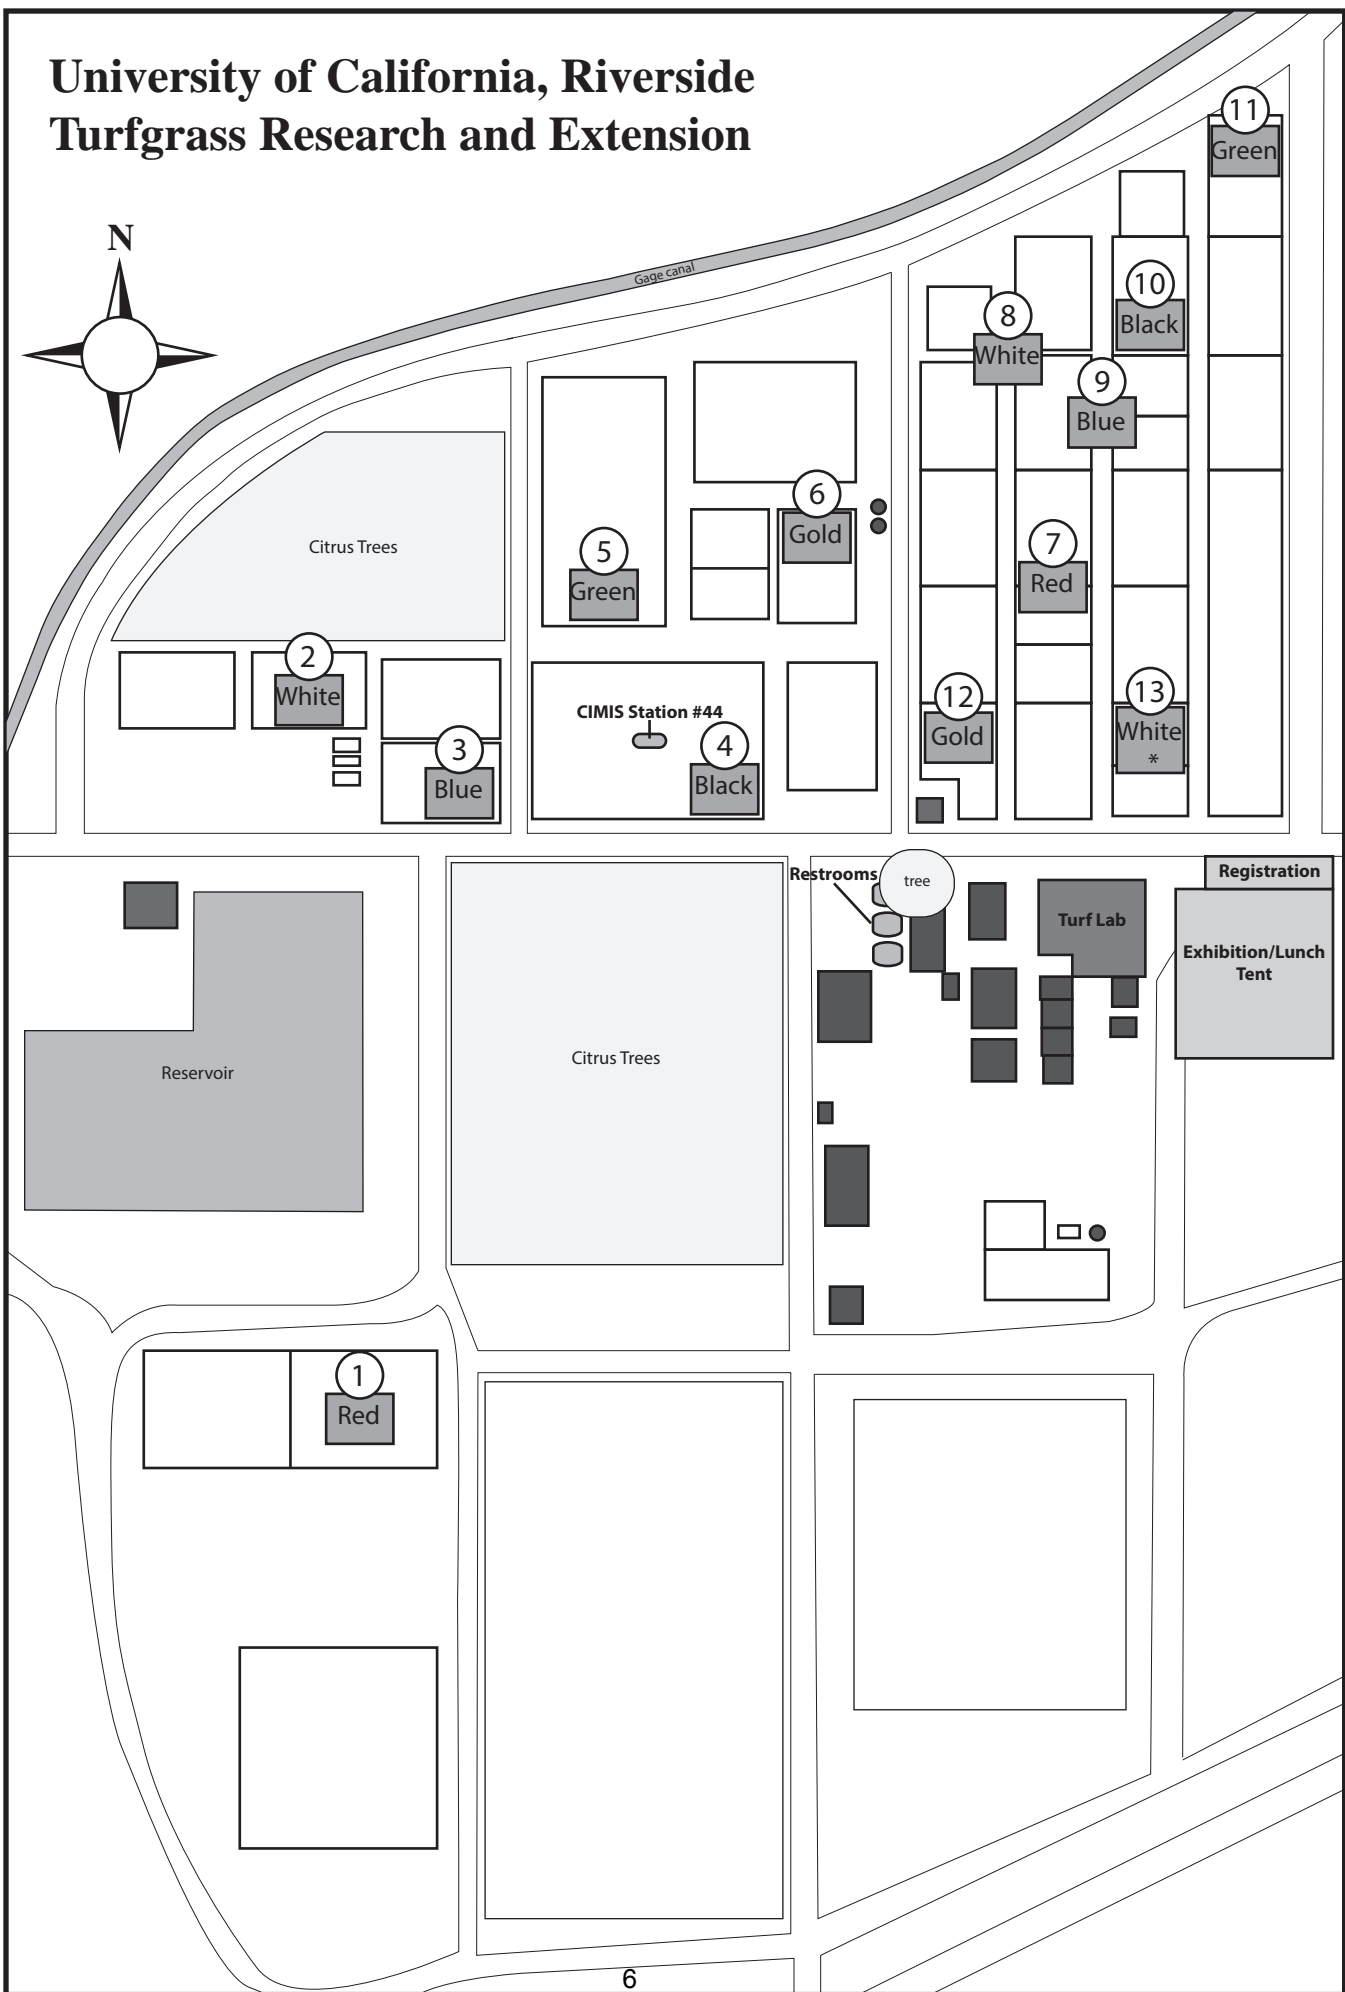 University of California, Riverside
Turfgrass Research and Extension
N
Gage canal
11
Green
10
Black
8
White
9
Blue
6
Gold
5
Green
7
Red
Citrus Trees
2
White
3
Blue
CIMIS Station #44
4
Black
12
Gold
13
White
*
Restrooms
tree
Registration
Turf Lab
Exhibition/Lunch
Tent
Reservoir
Citrus Trees
1
Red
6